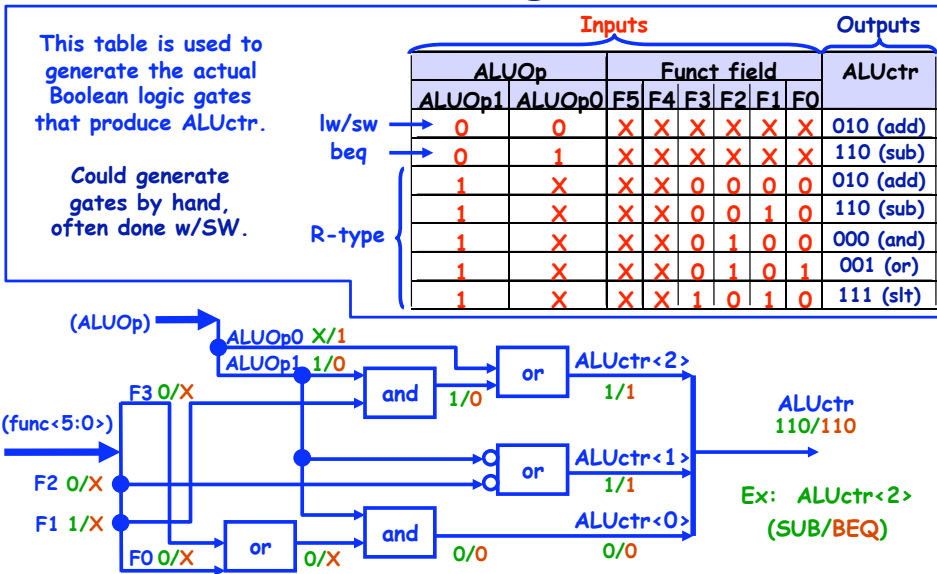 This table is used to
generate the actual
Boolean logic gates
that produce ALUctr.
Could generate
gates by hand,
often done w/SW.
Inputs Outputs
ALUOp Funct field ALUctr
ALUOp1 ALUOp0 F5 F4 F3 F2 F1 F0
lw/sw 0 0 X X X X X X 010 (add)
beq 0 1 X X X X X X 110 (sub)
R-type
1 X X X 0 0 0 0 010 (add)
1 X X X 0 0 1 0 110 (sub)
1 X X X 0 1 0 0 000 (and)
1 X X X 0 1 0 1 001 (or)
1 X X X 1 0 1 0 111 (slt)
(ALUOp)
ALUOp0 X/1
ALUOp1 1/0
and
1/0
or
ALUctr<2>
1/1
F3 0/X
(func<5:0>)
F2 0/X
F1 1/X
F0 0/X
or
0/X
or
ALUctr<1>
1/1
and
0/0
ALUctr<0>
0/0
ALUctr
110/110
Ex: ALUctr<2>
(SUB/BEQ)